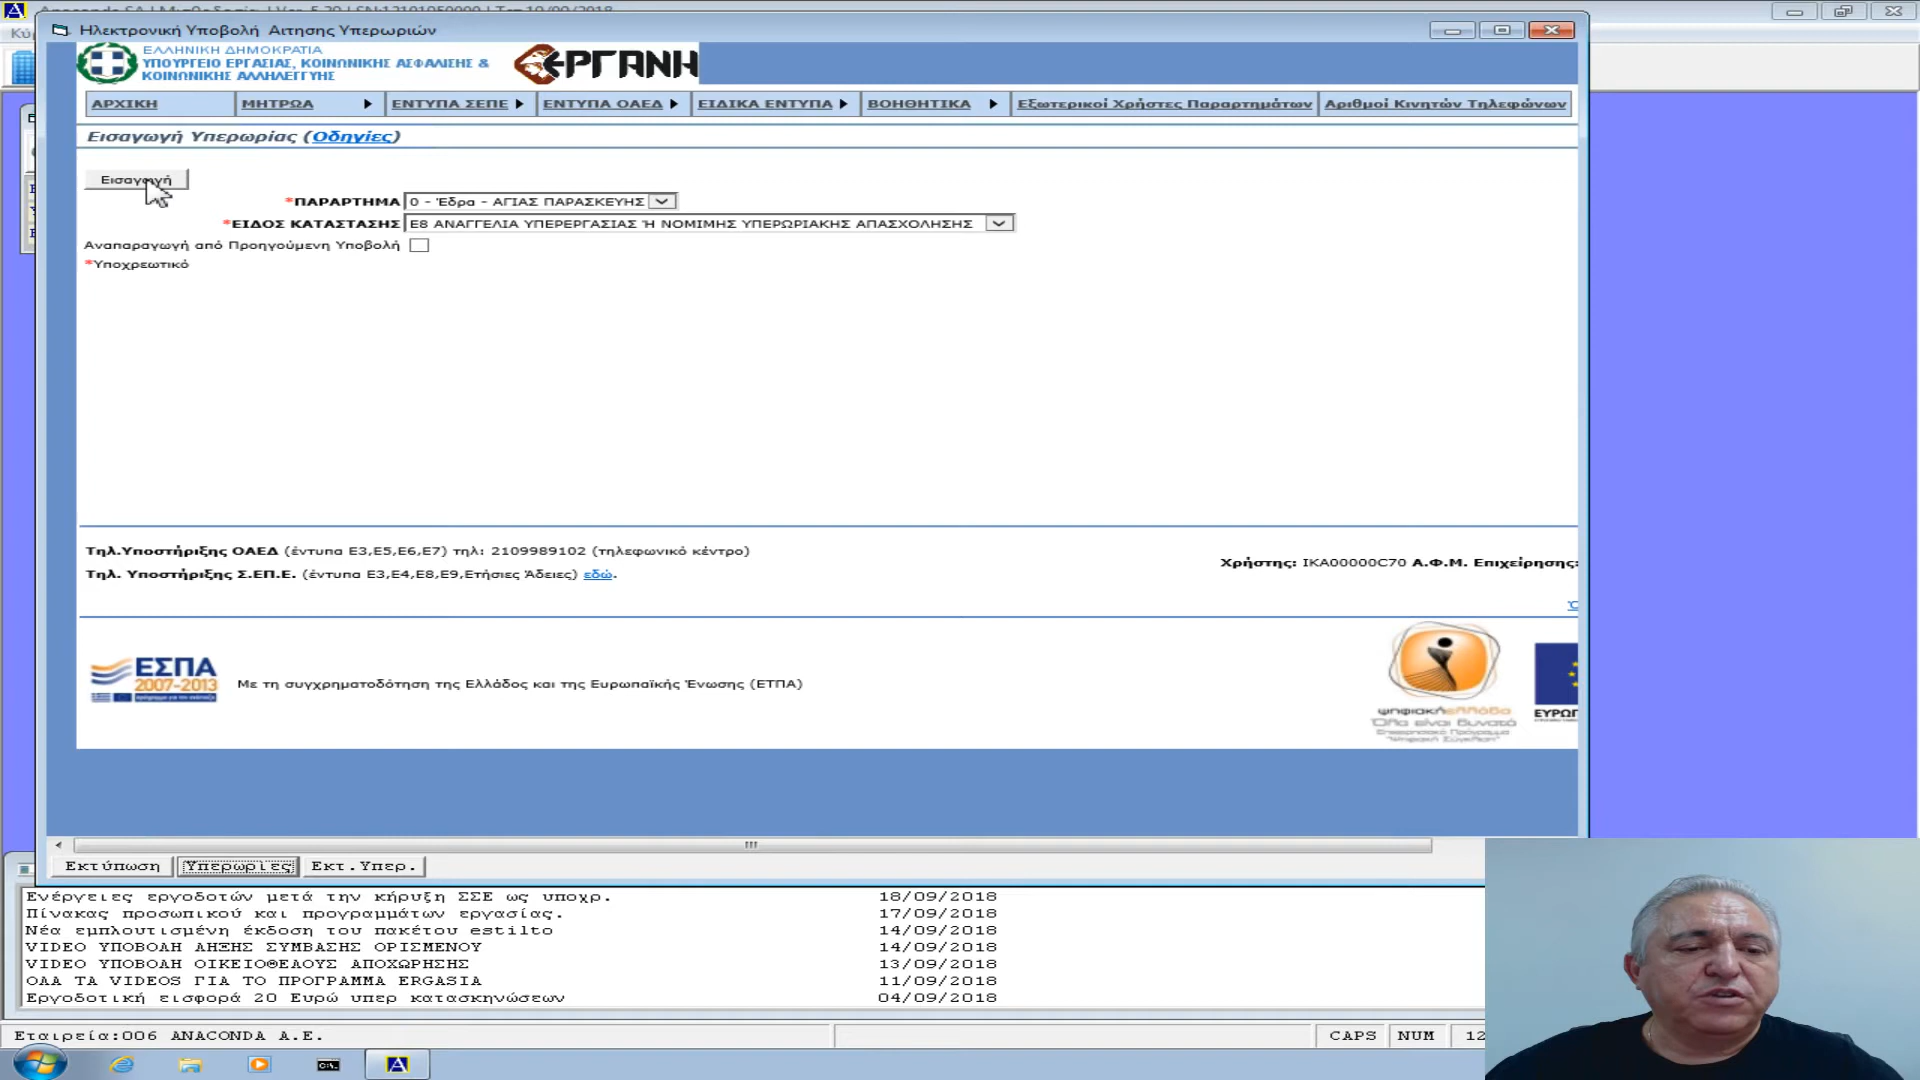 Ηλεκτρονική Υποβολή Αιτησης Υπερωριών
ΕΛΛΗΝΙΚΗ ΔΗΜΟΚΡΑΤΙΑ
ΥΠΟΥΡΓΕΙΟ ΕΡΓΑΣΙΑΣ, ΚΟΙΝΩΝΙΚΗΣ ΑΣΦΑΛΙΣΗΣ &
ΚΟΙΝΩΝΙΚΗΣ ΑΛΛΗΛΕΓΓΥΗΣ
ΕΡΓΑΝΗ
ΑΡΧΙΚΗ ΜΗΤΡΩΑ ΕΝΤΥΠΑ ΣΕΠΕ ΕΝΤΥΠΑ ΟΑΕΔ ΕΙΔΙΚΑ ΕΝΤΥΠΑ ΒΟΗΘΗΤΙΚΑ Εξωτερικοί Χρήστες Παραρτημάτων Αριθμοί Κινητών Τηλεφώνων
Εισαγωγή Υπερωρίας (Οδηγίες)
Εισαγωγή
*ΠΑΡΑΡΤΗΜΑ 0 - Έδρα - ΑΓΙΑΣ ΠΑΡΑΣΚΕΥΗΣ
*ΕΙΔΟΣ ΚΑΤΑΣΤΑΣΗΣ Ε8 ΑΝΑΓΓΕΛΙΑ ΥΠΕΡΕΡΓΑΣΙΑΣ Ή ΝΟΜΙΜΗΣ ΥΠΕΡΩΡΙΑΚΗΣ ΑΠΑΣΧΟΛΗΣΗΣ
Αναπαραγωγή από Προηγούμενη Υποβολή
*Υποχρεωτικό
Τηλ.Υποστήριξης ΟΑΕΔ (έντυπα Ε3,Ε5,Ε6,Ε7) τηλ: 2109989102 (τηλεφωνικό κέντρο)
Χρήστης: IKA00000C70 Α.Φ.Μ. Επιχείρησης:
Τηλ. Υποστήριξης Σ.ΕΠ.Ε. (έντυπα Ε3,Ε4,Ε8,Ε9,Ετήσιες Άδειες) εδώ.
ΕΣΠΑ
2007-2013
Με τη συγχρηματοδότηση της Ελλάδος και της Ευρωπαϊκής Ένωσης (ΕΤΠΑ)
ψηφιακή ελλάδα
Όλα είναι δυνατά
ΕΥΡΩΠ
Εκτύπωση Υπερωρίες Εκτ.Υπερ.
Ενέργειες εργοδοτών μετά την κήρυξη ΣΣΕ ως υποχρ. 18/09/2018
Πίνακας προσωπικού και προγραμμάτων εργασίας. 17/09/2018
Νέα εμπλουτισμένη έκδοση του πακέτου estilto 14/09/2018
VIDEO ΥΠΟΒΟΛΗ ΛΗΞΗΣ ΣΥΜΒΑΣΗΣ ΟΡΙΣΜΕΝΟΥ 14/09/2018
VIDEO ΥΠΟΒΟΛΗ ΟΙΚΕΙΟΘΕΛΟΥΣ ΑΠΟΧΩΡΗΣΗΣ 13/09/2018
ΟΛΑ ΤΑ VIDEOS ΓΙΑ ΤΟ ΠΡΟΓΡΑΜΜΑ ERGASIA 11/09/2018
Εργοδοτική εισφορά 20 Ευρώ υπερ κατασκηνώσεων 04/09/2018
Εταιρεία:006 ANACONDA Α.Ε. CAPS NUM 12